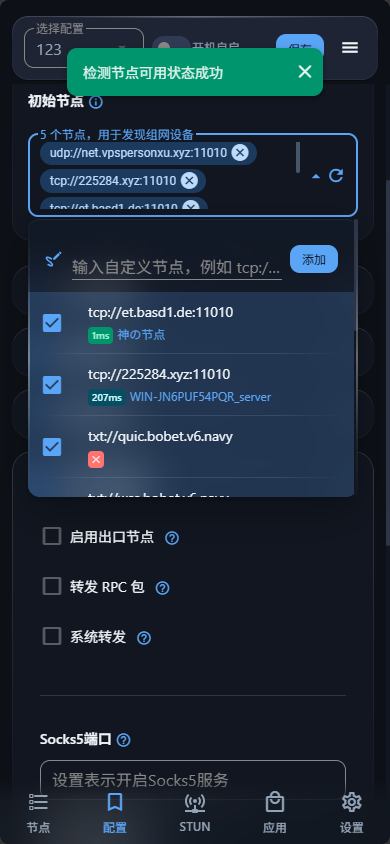 选择配置
123
开机自启
保存
检测节点可用状态成功
初始节点
5 个节点，用于发现组网设备
udp://net.vpspersonxu.xyz:11010
tcp://225284.xyz:11010
tcp://et.basd1.de:11010
输入自定义节点，例如 tcp:/...
添加
tcp://et.basd1.de:11010
1ms 神の节点
tcp://225284.xyz:11010
207ms WIN-JN6PUF54PQR_server
txt://quic.bobet.v6.navy
启用出口节点
转发 RPC 包
系统转发
Socks5端口
设置表示开启Socks5服务
节点
配置
STUN
应用
设置